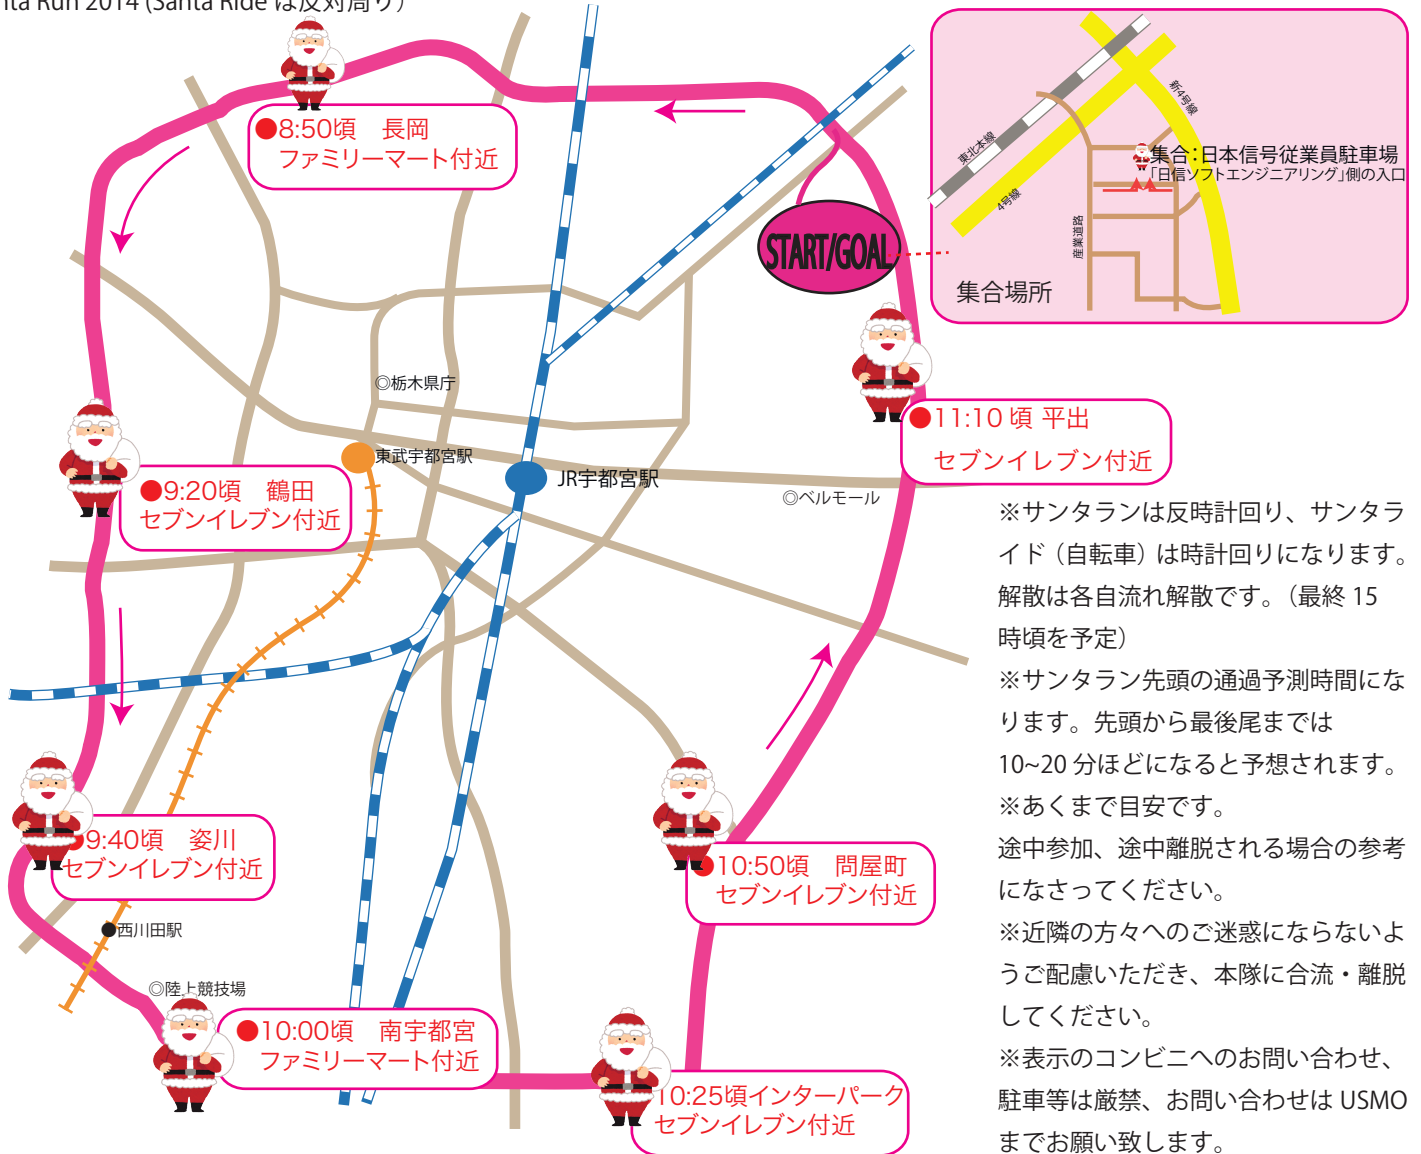 nta Run 2014 (Santa Ride は反対周り）
●8:50頃　長岡
ファミリーマート付近
START/GOAL
東北本線
4号線
新4号線
産業道路
集合：日本信号従業員駐車場
「日信ソフトエンジニアリング」側の入口
集合場所
◎栃木県庁
東武宇都宮駅
JR宇都宮駅
◎ベルモール
●11:10 頃 平出
セブンイレブン付近
●9:20頃　鶴田
セブンイレブン付近
●9:40頃　姿川
セブンイレブン付近
●西川田駅
◎陸上競技場
●10:00頃　南宇都宮
ファミリーマート付近
10:25頃インターパーク
セブンイレブン付近
●10:50頃　問屋町
セブンイレブン付近
※サンタランは反時計回り、サンタラ
イド（自転車）は時計回りになります。
解散は各自流れ解散です。（最終 15
時頃を予定）
※サンタラン先頭の通過予測時間にな
ります。先頭から最後尾までは
10~20 分ほどになると予想されます。
※あくまで目安です。
途中参加、途中離脱される場合の参考
になさってください。
※近隣の方々へのご迷惑にならないよ
うご配慮いただき、本隊に合流・離脱
してください。
※表示のコンビニへのお問い合わせ、
駐車等は厳禁、お問い合わせは USMO
までお願い致します。